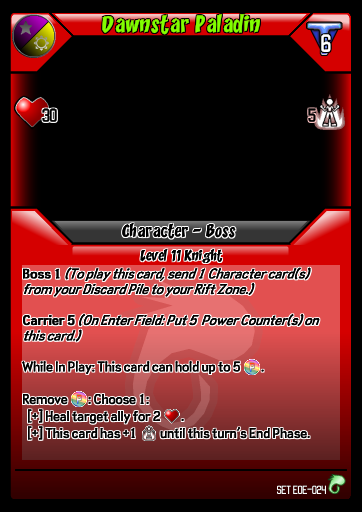 Dawnstar Paladin
6
30
5
Character - Boss
Level 11 Knight
Boss 1 (To play this card, send 1 Character card(s)
from your Discard Pile to your Rift Zone.)
Carrier 5 (On Enter Field: Put 5 Power Counter(s) on
this card.)
While In Play: This card can hold up to 5 .
Remove : Choose 1:
[+] Heal target ally for 2 .
[+] This card has +1 until this turn's End Phase.
SET EOE-024